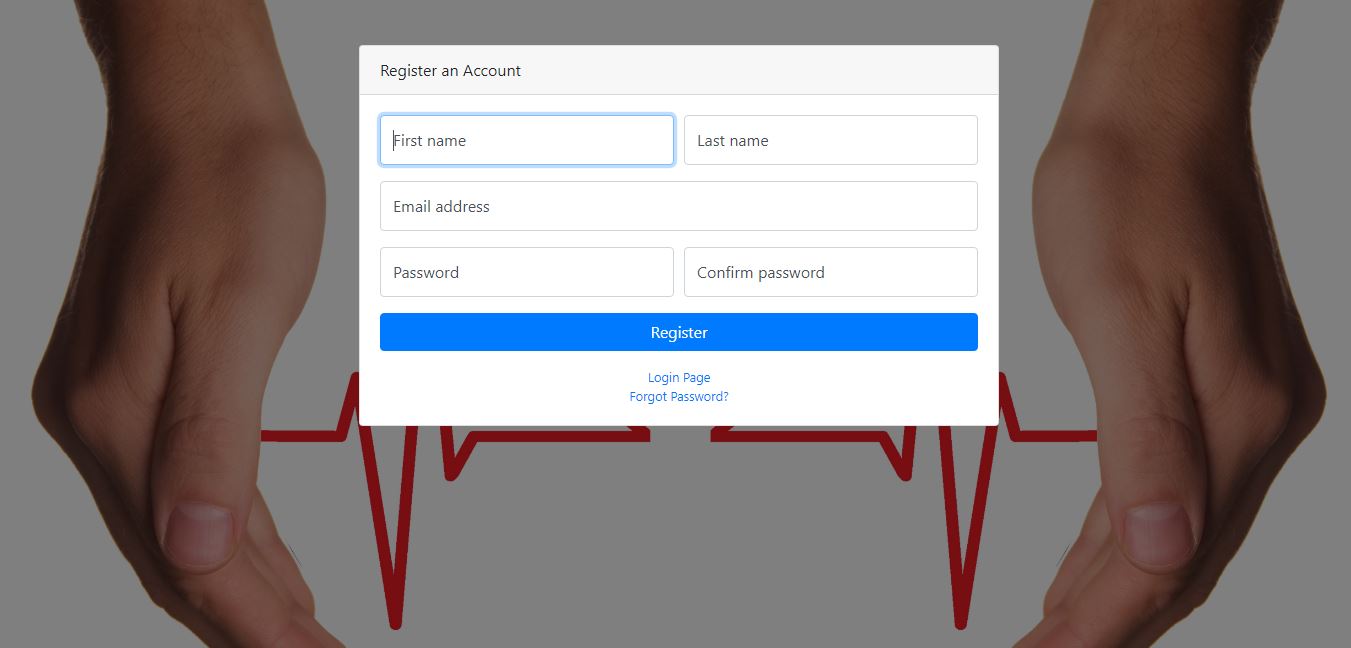 Register an Account
First name Last name
Email address
Password Confirm password
Register
Login Page
Forgot Password?